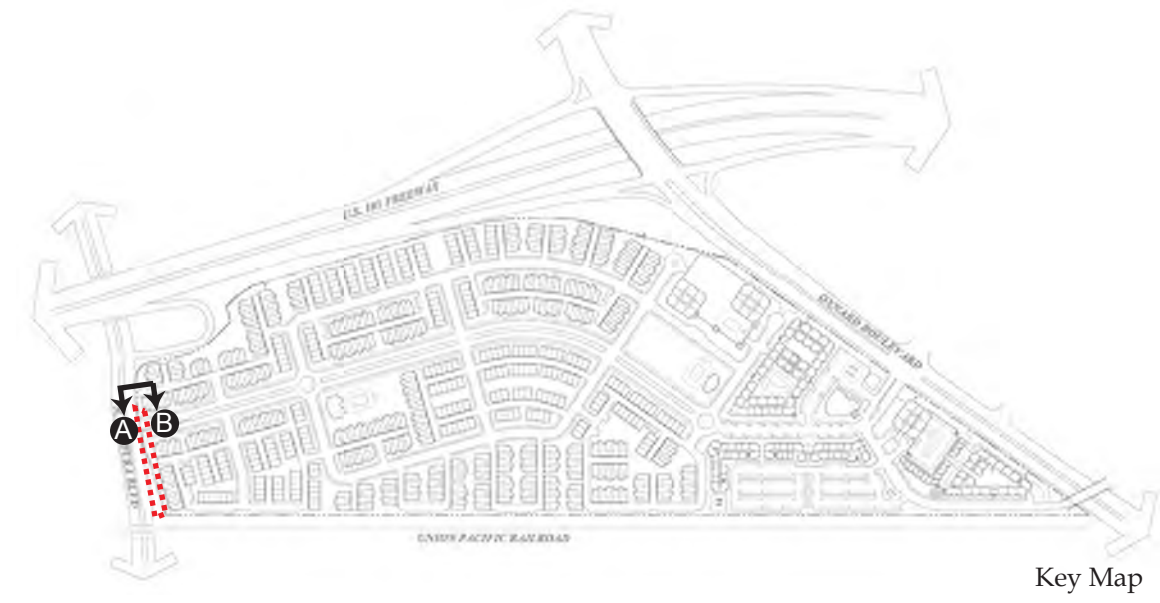 U.S. 101 FREEWAY
OXNARD BOULEVARD
A
B
UNION PACIFIC RAILROAD
Key Map